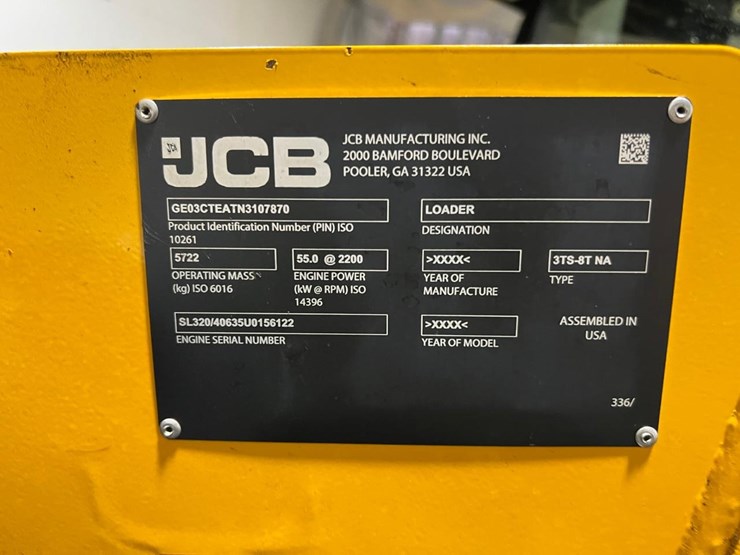 JCB
JCB MANUFACTURING INC.
2000 BAMFORD BOULEVARD
POOLER, GA 31322 USA
GE03CTEATN3107870
Product Identification Number (PIN) ISO
10261
LOADER
DESIGNATION
5722
OPERATING MASS
(kg) ISO 6016
55.0 @ 2200
ENGINE POWER
(kW @ RPM) ISO
14396
>XXXX<
YEAR OF
MANUFACTURE
3TS-8T NA
TYPE
SL320/40635U0156122
ENGINE SERIAL NUMBER
>XXXX<
YEAR OF MODEL
ASSEMBLED IN
USA
336/